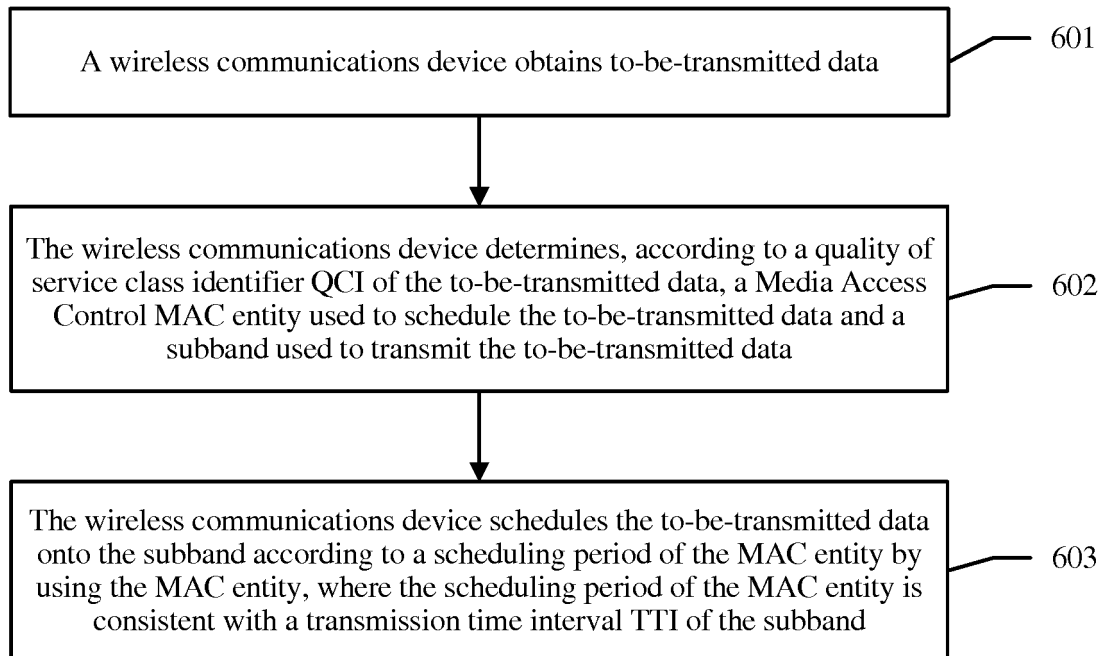 A wireless communications device obtains to-be-transmitted data
601
The wireless communications device determines, according to a quality of
service class identifier QCI of the to-be-transmitted data, a Media Access
Control MAC entity used to schedule the to-be-transmitted data and a
subband used to transmit the to-be-transmitted data
602
The wireless communications device schedules the to-be-transmitted data
onto the subband according to a scheduling period of the MAC entity by
using the MAC entity, where the scheduling period of the MAC entity is
consistent with a transmission time interval TTI of the subband
603